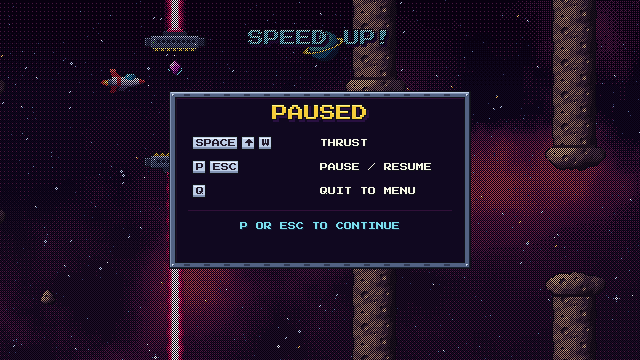 SPEED UP!
PAUSED
SPACE ↑ W THRUST
P ESC PAUSE / RESUME
Q QUIT TO MENU
P OR ESC TO CONTINUE